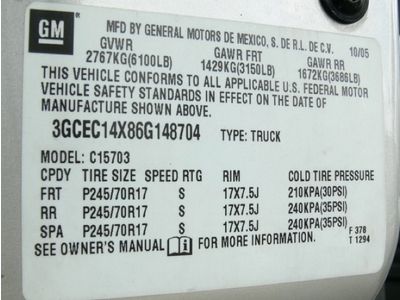 GM
MFD BY GENERAL MOTORS DE MEXICO, S. DE R.L. DE C.V. 10/05
GVWR GAWR FRT GAWR RR
2767KG(6100LB) 1429KG(3150LB) 1672KG(3686LB)
THIS VEHICLE CONFORMS TO ALL APPLICABLE U.S. FEDERAL MOTOR
VEHICLE SAFETY STANDARDS IN EFFECT ON THE DATE OF
MANUFACTURE SHOWN ABOVE.
3GCEC14X86G148704 TYPE: TRUCK
MODEL: C15703
CPDY TIRE SIZE SPEED RTG RIM COLD TIRE PRESSURE
FRT P245/70R17 S 17X7.5J 210KPA(30PSI)
RR P245/70R17 S 17X7.5J 240KPA(35PSI)
SPA P245/70R17 S 17X7.5J 240KPA(35PSI)
SEE OWNER'S MANUAL FOR MORE INFORMATION. F 378
T 1294